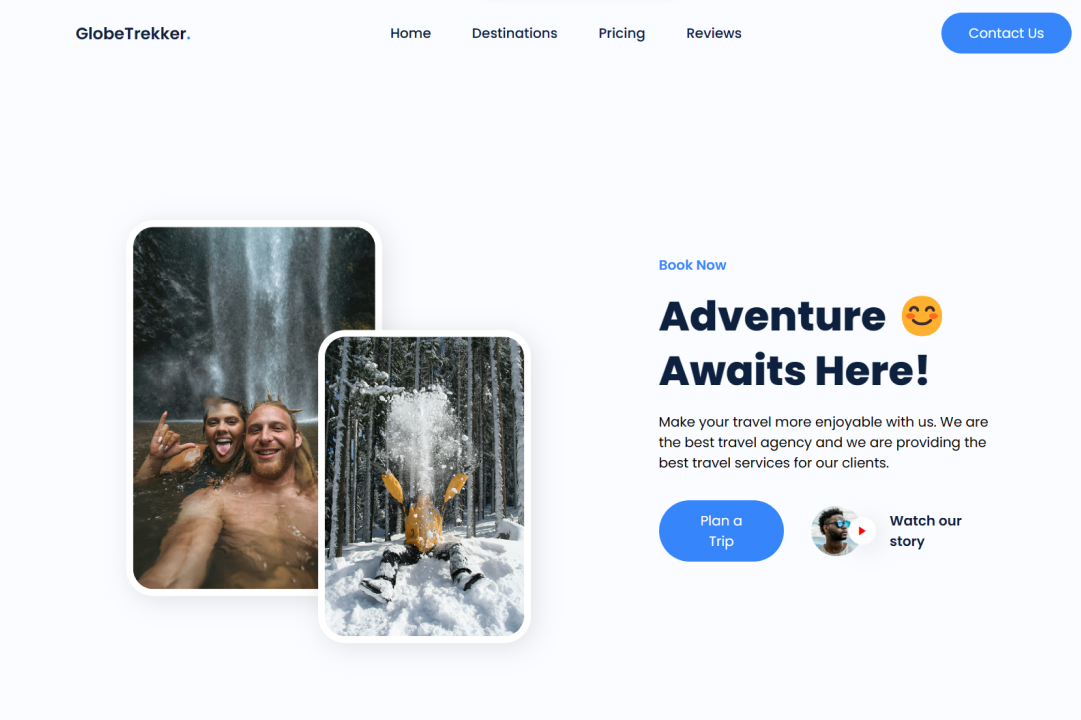 GlobeTrekker.
Home
Destinations
Pricing
Reviews
Contact Us
Book Now
Adventure 😊
Awaits Here!
Make your travel more enjoyable with us. We are
the best travel agency and we are providing the
best travel services for our clients.
Plan a
Trip
Watch our
story